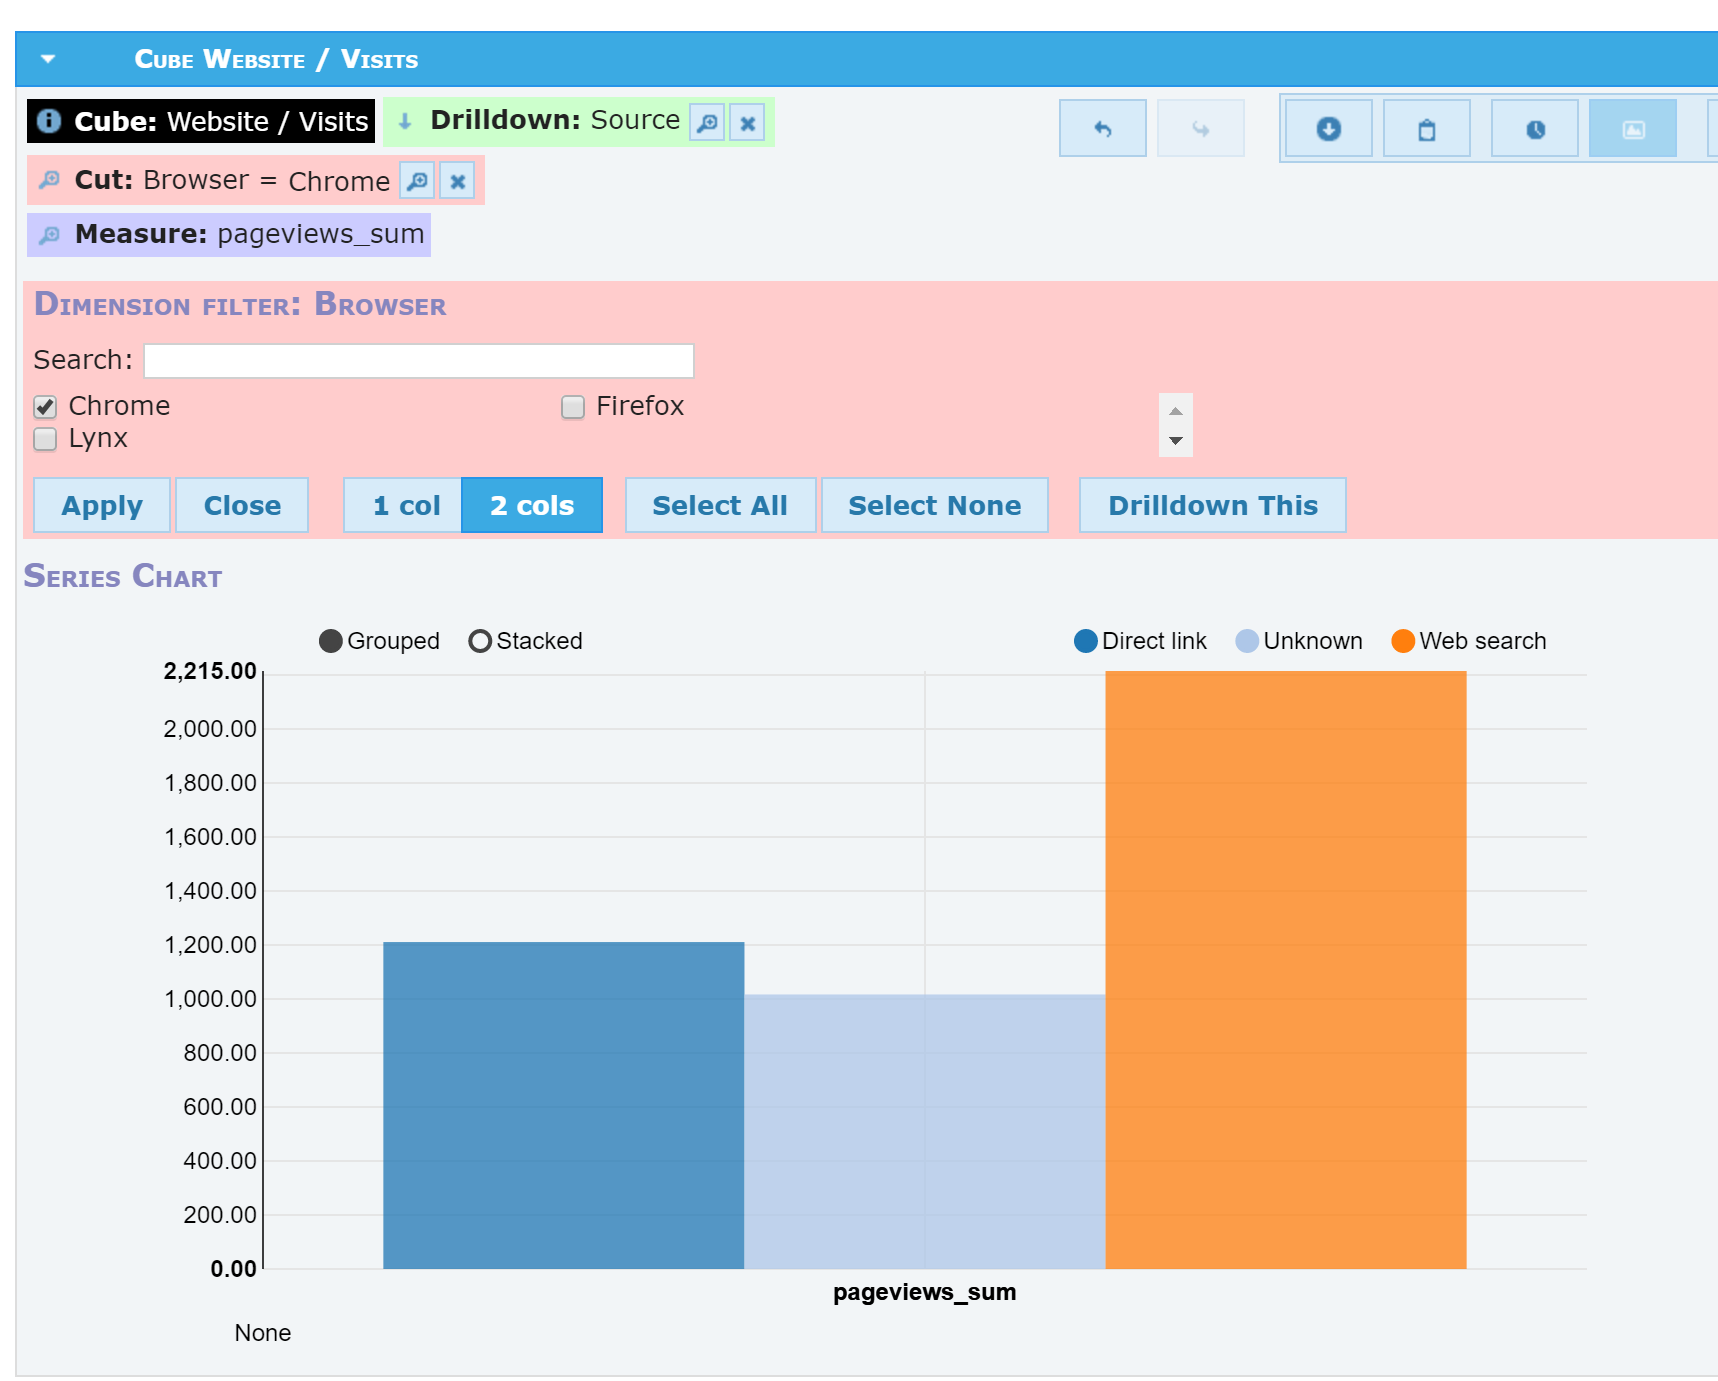 Cube Website / Visits
Cube: Website / Visits
Drilldown: Source
Cut: Browser = Chrome
Measure: pageviews_sum
Dimension filter: Browser
Search:
Chrome
Firefox
Lynx
Apply Close 1 col 2 cols Select All Select None Drilldown This
Series Chart
Grouped Stacked
Direct link Unknown Web search
2,215.00
2,000.00
1,800.00
1,600.00
1,400.00
1,200.00
1,000.00
800.00
600.00
400.00
200.00
0.00
pageviews_sum
None